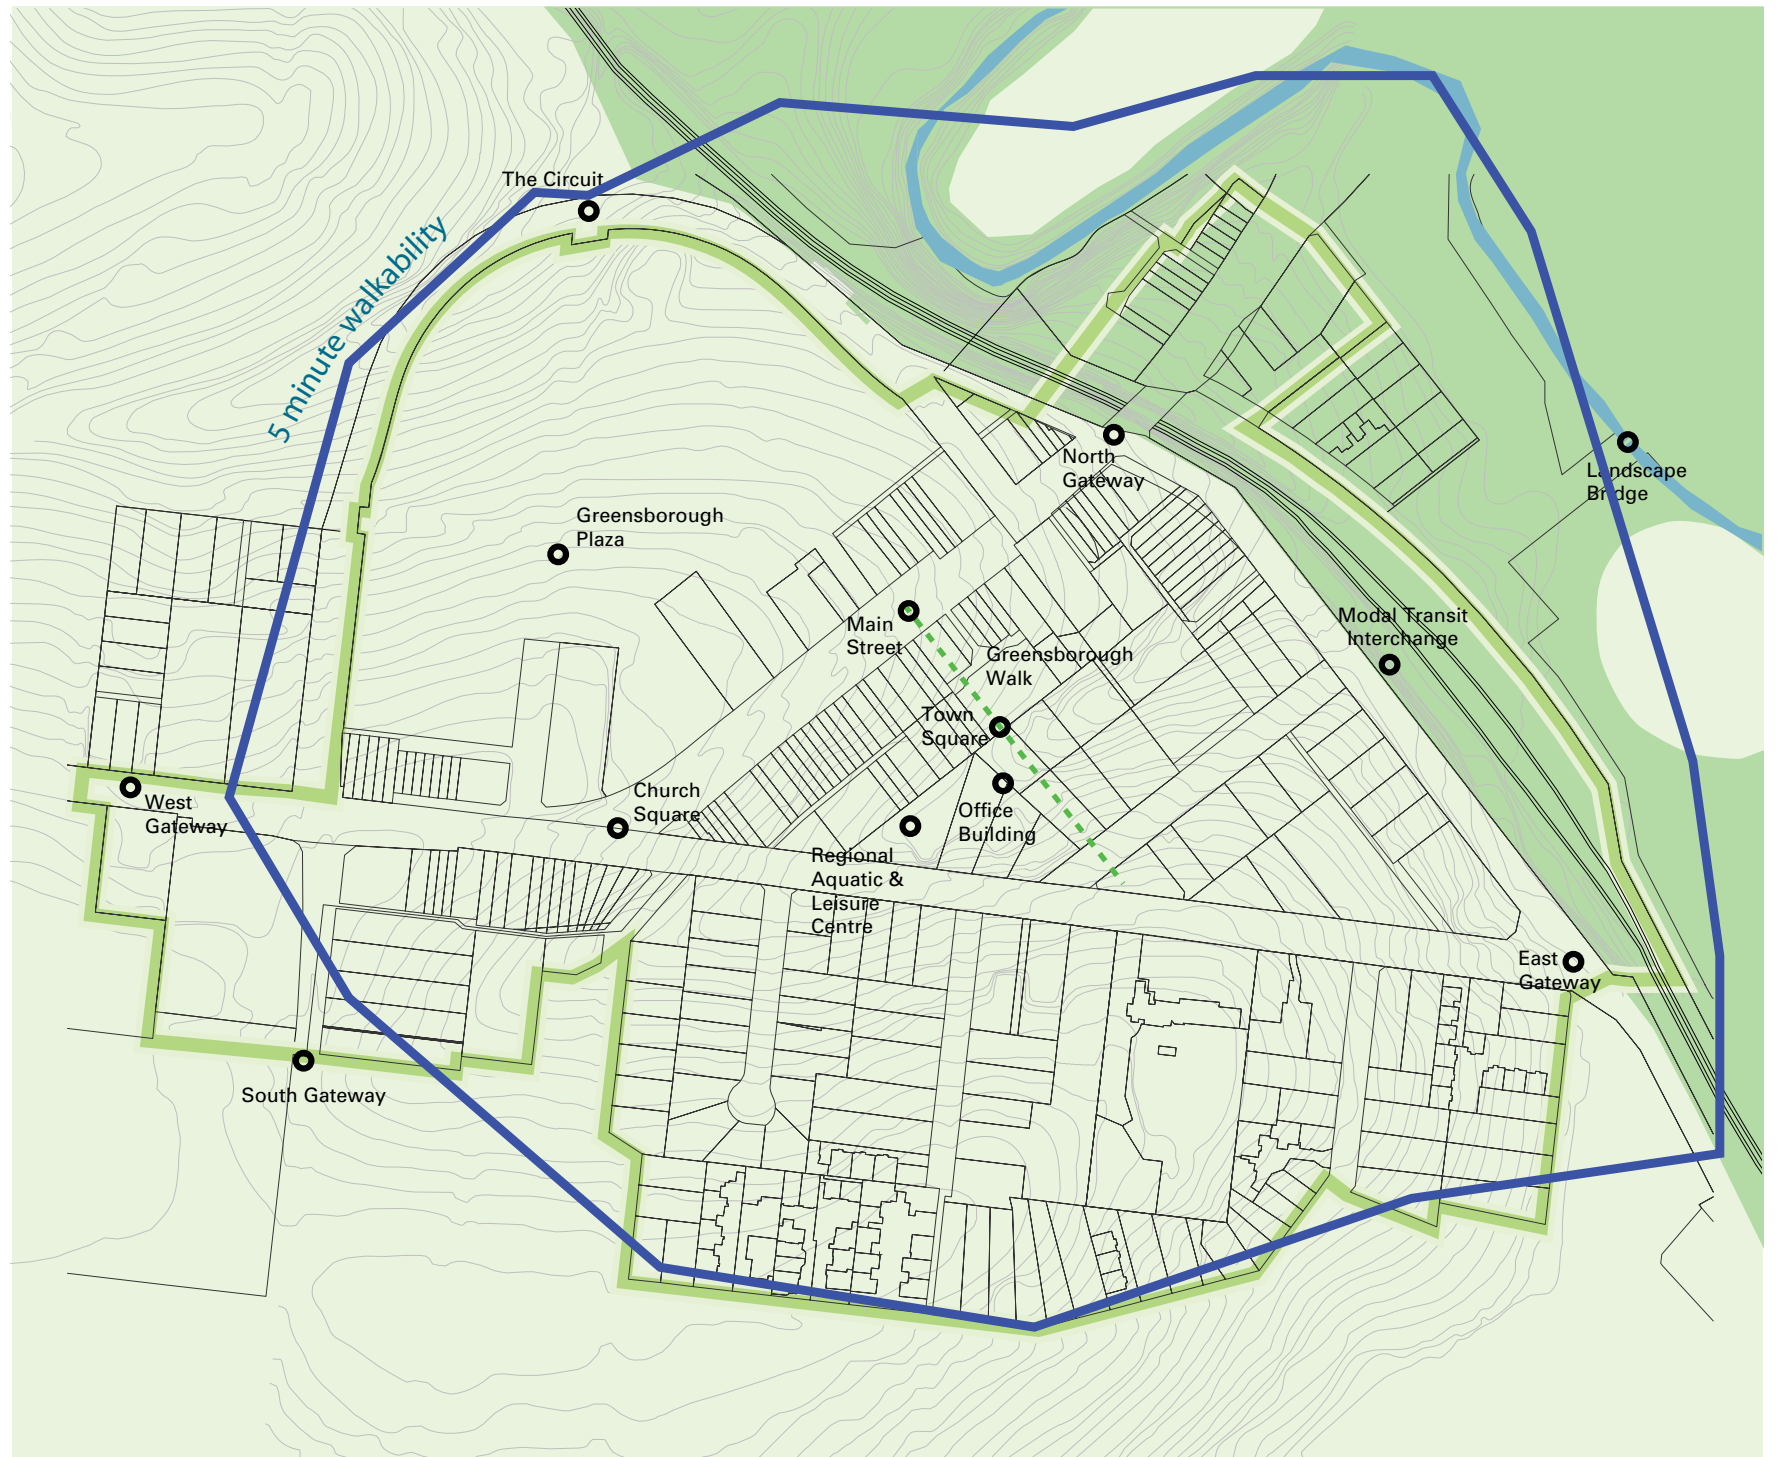 The Circuit
5 minute walkability
North
Gateway
Landscape
Bridge
Greensborough
Plaza
Main
Street
Greensborough
Walk
Modal Transit
Interchange
Town
Square
West
Gateway
Church
Square
Office
Building
Regional
Aquatic &
Leisure
Centre
East
Gateway
South Gateway